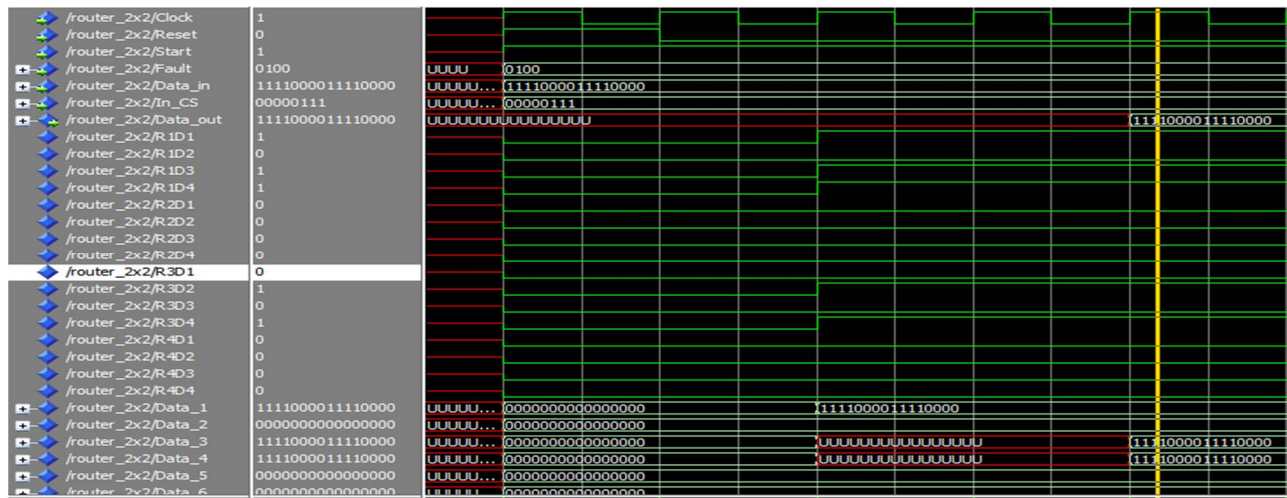 /router_2x2/Clock 1
/router_2x2/Reset 0
/router_2x2/Start 1
/router_2x2/Fault 0100 UUUU 0100
/router_2x2/Data_in 1111000011110000 UUUUU... 1111000011110000
/router_2x2/In_CS 00000111 UUUUU... 00000111
/router_2x2/Data_out 1111000011110000 UUUUUUUUUUUUUUUU 1111000011110000
/router_2x2/R1D1 1
/router_2x2/R1D2 0
/router_2x2/R1D3 1
/router_2x2/R1D4 1
/router_2x2/R2D1 0
/router_2x2/R2D2 0
/router_2x2/R2D3 0
/router_2x2/R2D4 0
/router_2x2/R3D1 0
/router_2x2/R3D2 1
/router_2x2/R3D3 0
/router_2x2/R3D4 1
/router_2x2/R4D1 0
/router_2x2/R4D2 0
/router_2x2/R4D3 0
/router_2x2/R4D4 0
/router_2x2/Data_1 1111000011110000 UUUUU... 0000000000000000 1111000011110000
/router_2x2/Data_2 0000000000000000 UUUUU... 0000000000000000
/router_2x2/Data_3 1111000011110000 UUUUU... 0000000000000000 UUUUUUUUUUUUUUUU 1111000011110000
/router_2x2/Data_4 1111000011110000 UUUUU... 0000000000000000 UUUUUUUUUUUUUUUU 1111000011110000
/router_2x2/Data_5 0000000000000000 UUUUU... 0000000000000000
/router_2x2/Data_6 0000000000000000 UUUUU... 0000000000000000